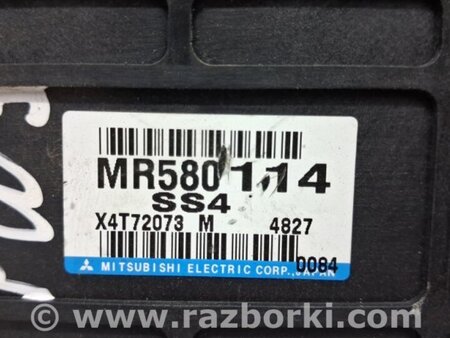 MR580114
SS4
X4T72073 M 4827
0084
MITSUBISHI ELECTRIC CORP.,JAPAN
© www.razborki.com